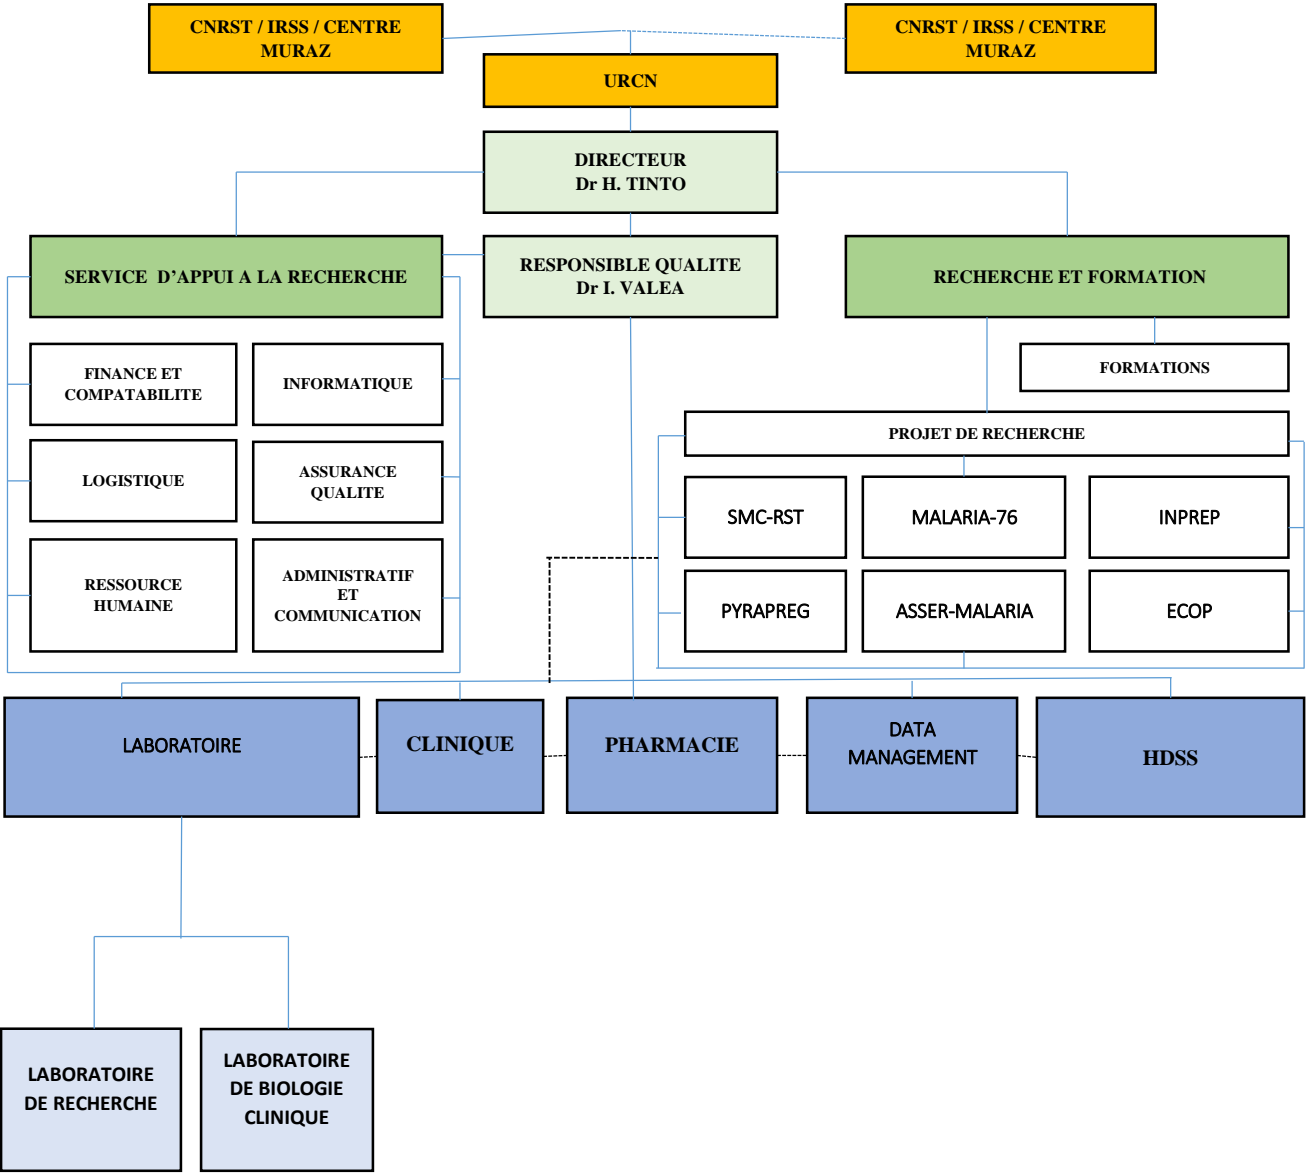 CNRST / IRSS / CENTRE
MURAZ
CNRST / IRSS / CENTRE
MURAZ
URCN
DIRECTEUR
Dr H. TINTO
SERVICE D'APPUI A LA RECHERCHE
RESPONSIBLE QUALITE
Dr I. VALEA
RECHERCHE ET FORMATION
FINANCE ET
COMPATABILITE
INFORMATIQUE
FORMATIONS
PROJET DE RECHERCHE
LOGISTIQUE
ASSURANCE
QUALITE
SMC-RST
MALARIA-76
INPREP
RESSOURCE
HUMAINE
ADMINISTRATIF
ET
COMMUNICATION
PYRAPREG
ASSER-MALARIA
ECOP
LABORATOIRE
CLINIQUE
PHARMACIE
DATA
MANAGEMENT
HDSS
LABORATOIRE
DE RECHERCHE
LABORATOIRE
DE BIOLOGIE
CLINIQUE